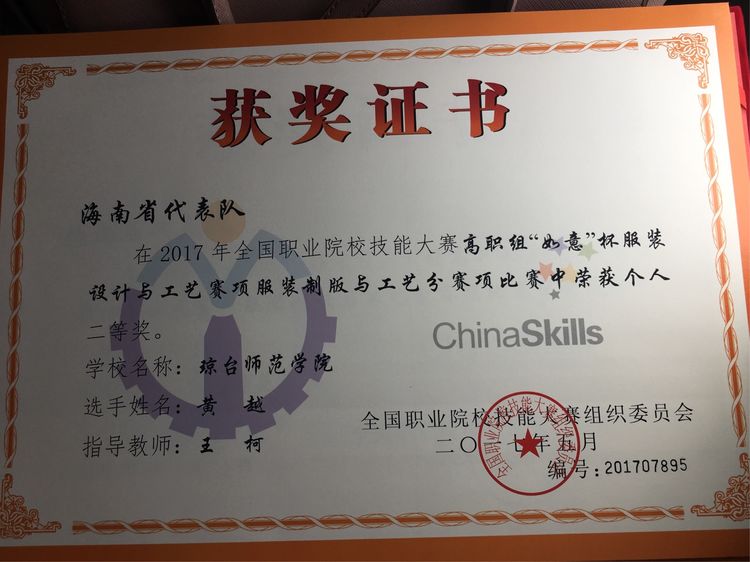 获奖证书
海南省代表队
在2017年全国职业院校技能大赛高职组“如意”杯服装
设计与工艺赛项服装制版与工艺分赛项比赛中荣获个人
二等奖。
ChinaSkills
学校名称：琼台师范学院
选手姓名：黄 越
指导教师：王 柯
全国职业院校技能大赛组织委员会
二〇一七年五月
编号：201707895